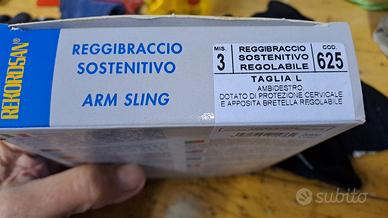 REKORDSAN®
REGGIBRACCIO
SOSTENITIVO
ARM SLING
MIS.
3
REGGIBRACCIO
SOSTENITIVO
REGOLABILE
COD.
625
TAGLIA L
AMBIDESTRO,
DOTATO DI PROTEZIONE CERVICALE
E APPOSITA BRETELLA REGOLABILE
subito